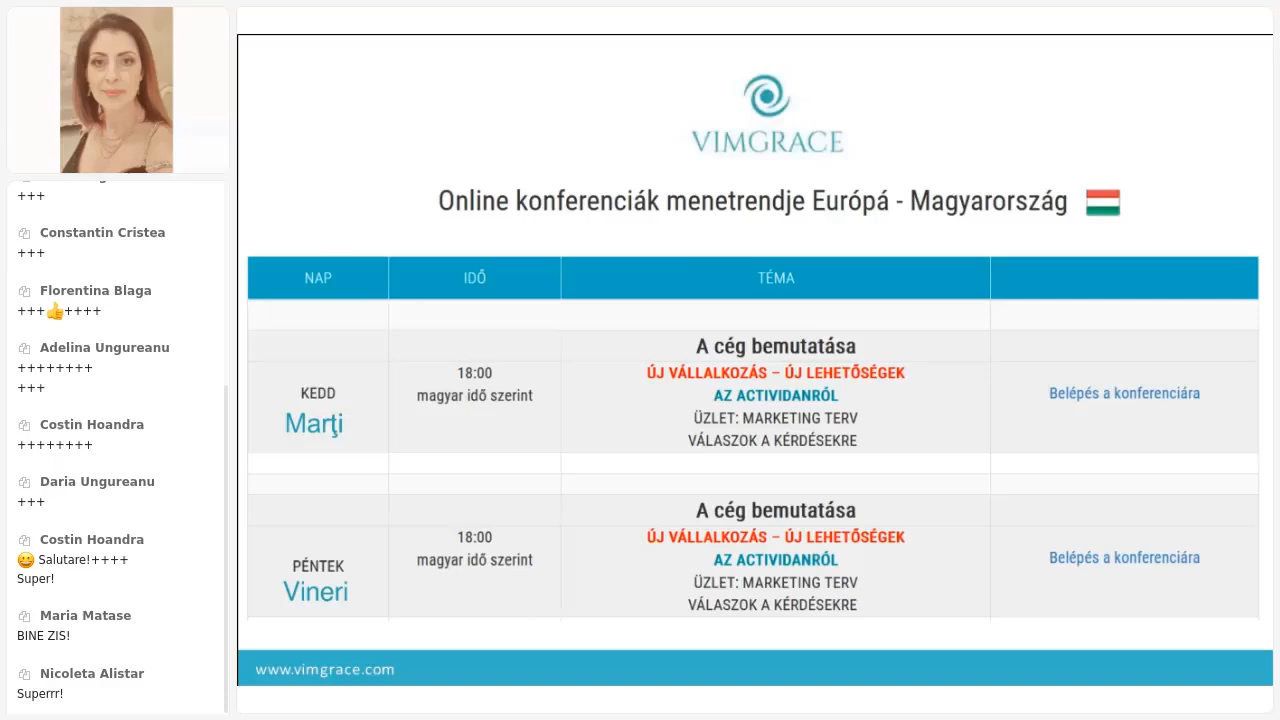 +++
Constantin Cristea
+++
Florentina Blaga
+++👍++++
Adelina Ungureanu
++++++++
+++
Costin Hoandra
++++++++
Daria Ungureanu
+++
Costin Hoandra
😀 Salutare!++++
Super!
Maria Matase
BINE ZIS!
Nicoleta Alistar
Superrr!
VIMGRACE
Online konferenciák menetrendje Európá - Magyarország
NAP IDŐ TÉMA
A cég bemutatása
KEDD
Marţi
18:00
magyar idő szerint
ÚJ VÁLLALKOZÁS – ÚJ LEHETŐSÉGEK
AZ ACTIVIDANRÓL
ÜZLET: MARKETING TERV
VÁLASZOK A KÉRDÉSEKRE
Belépés a konferenciára
A cég bemutatása
PÉNTEK
Vineri
18:00
magyar idő szerint
ÚJ VÁLLALKOZÁS – ÚJ LEHETŐSÉGEK
AZ ACTIVIDANRÓL
ÜZLET: MARKETING TERV
VÁLASZOK A KÉRDÉSEKRE
Belépés a konferenciára
www.vimgrace.com